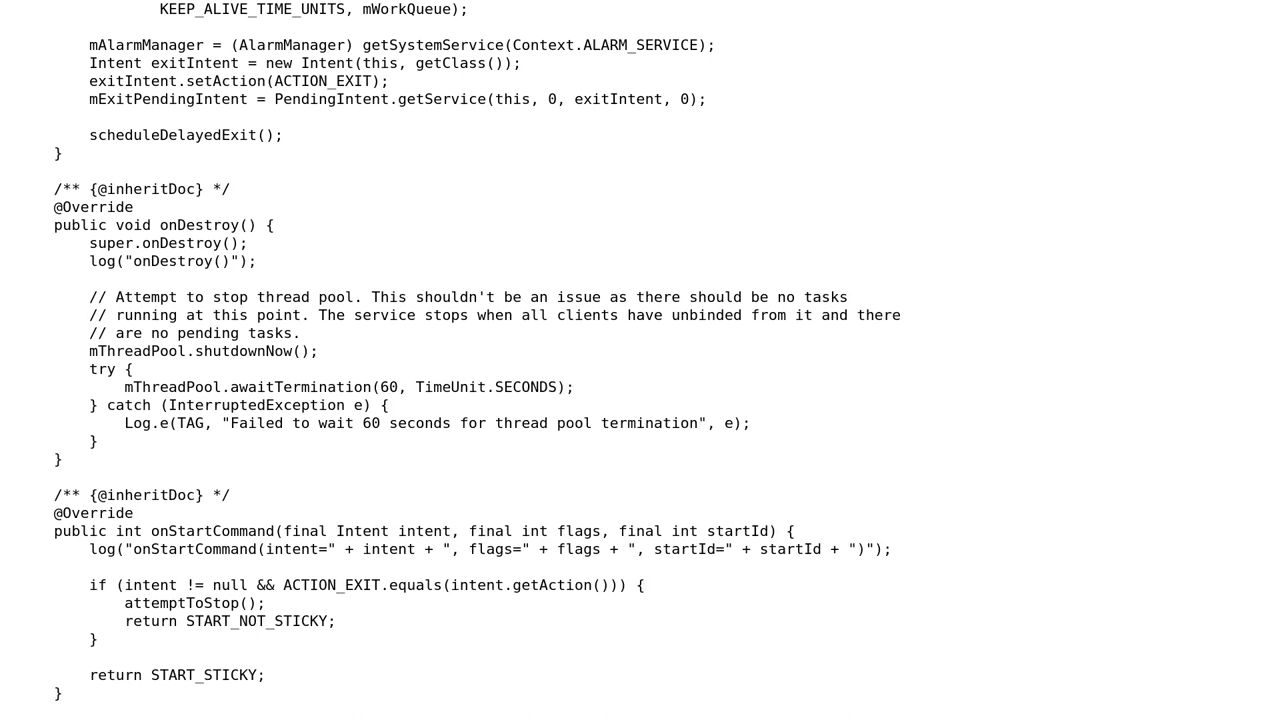 KEEP_ALIVE_TIME_UNITS, mWorkQueue);

    mAlarmManager = (AlarmManager) getSystemService(Context.ALARM_SERVICE);
    Intent exitIntent = new Intent(this, getClass());
    exitIntent.setAction(ACTION_EXIT);
    mExitPendingIntent = PendingIntent.getService(this, 0, exitIntent, 0);

    scheduleDelayedExit();
}

/** {@inheritDoc} */
@Override
public void onDestroy() {
    super.onDestroy();
    log("onDestroy()");

    // Attempt to stop thread pool. This shouldn't be an issue as there should be no tasks
    // running at this point. The service stops when all clients have unbinded from it and there
    // are no pending tasks.
    mThreadPool.shutdownNow();
    try {
        mThreadPool.awaitTermination(60, TimeUnit.SECONDS);
    } catch (InterruptedException e) {
        Log.e(TAG, "Failed to wait 60 seconds for thread pool termination", e);
    }
}

/** {@inheritDoc} */
@Override
public int onStartCommand(final Intent intent, final int flags, final int startId) {
    log("onStartCommand(intent=" + intent + ", flags=" + flags + ", startId=" + startId + ")");

    if (intent != null && ACTION_EXIT.equals(intent.getAction())) {
        attemptToStop();
        return START_NOT_STICKY;
    }

    return START_STICKY;
}